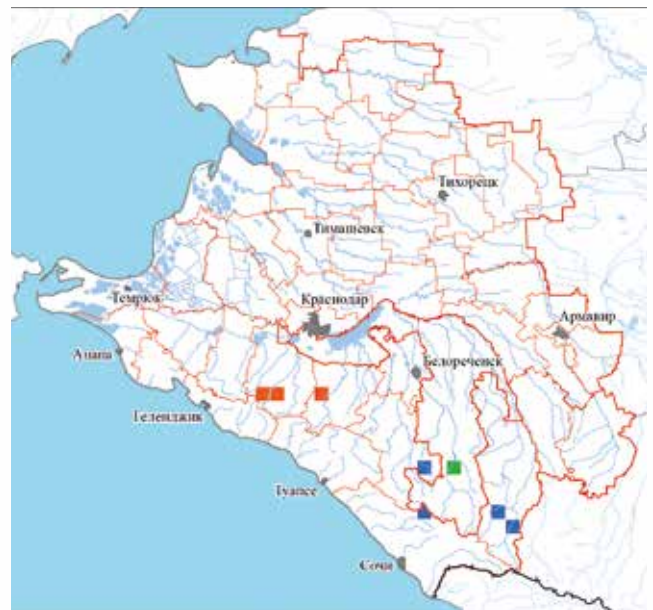 Тихорецк
Тимашевск
Темрюк
Краснодар
Армавир
Анапа
Белореченск
Геленджик
Туапсе
Сочи